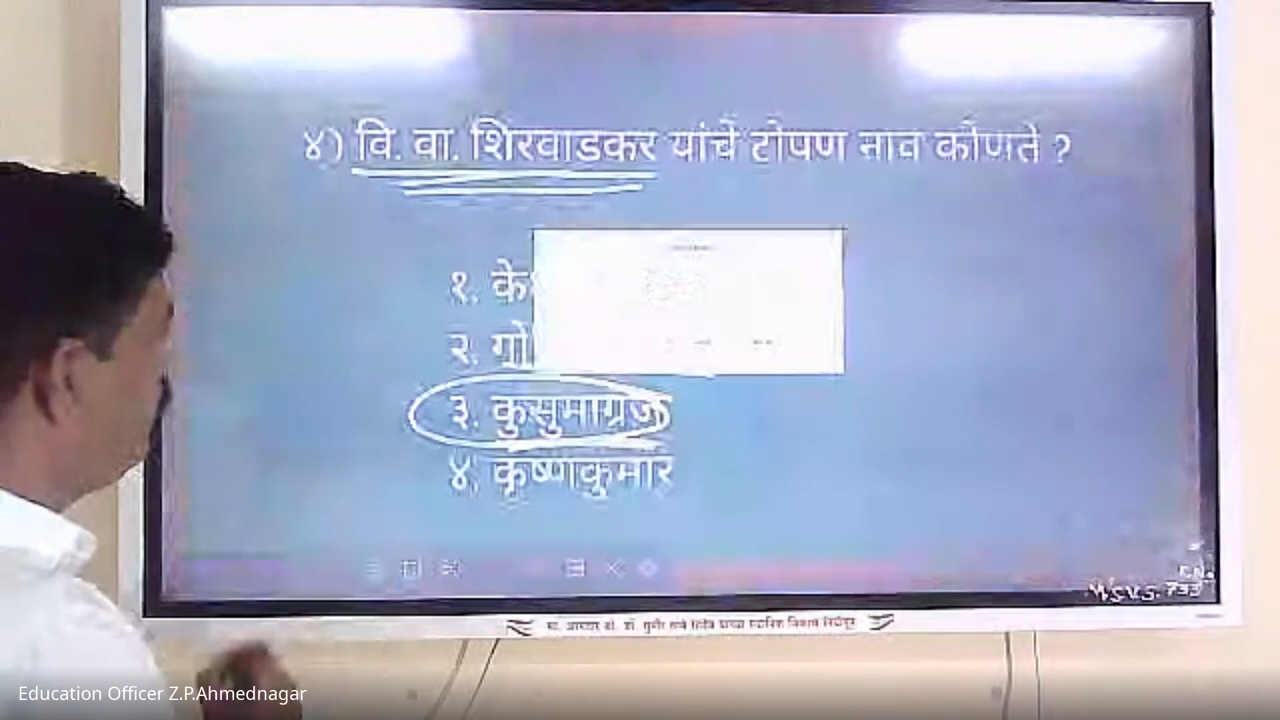 ४) वि. वा. शिरवाडकर यांचे टोपण नाव कोणते ?
१. के
२. गो
३. कुसुमाग्रज
४. कृष्णकुमार
Education Officer Z.P.Ahmednagar